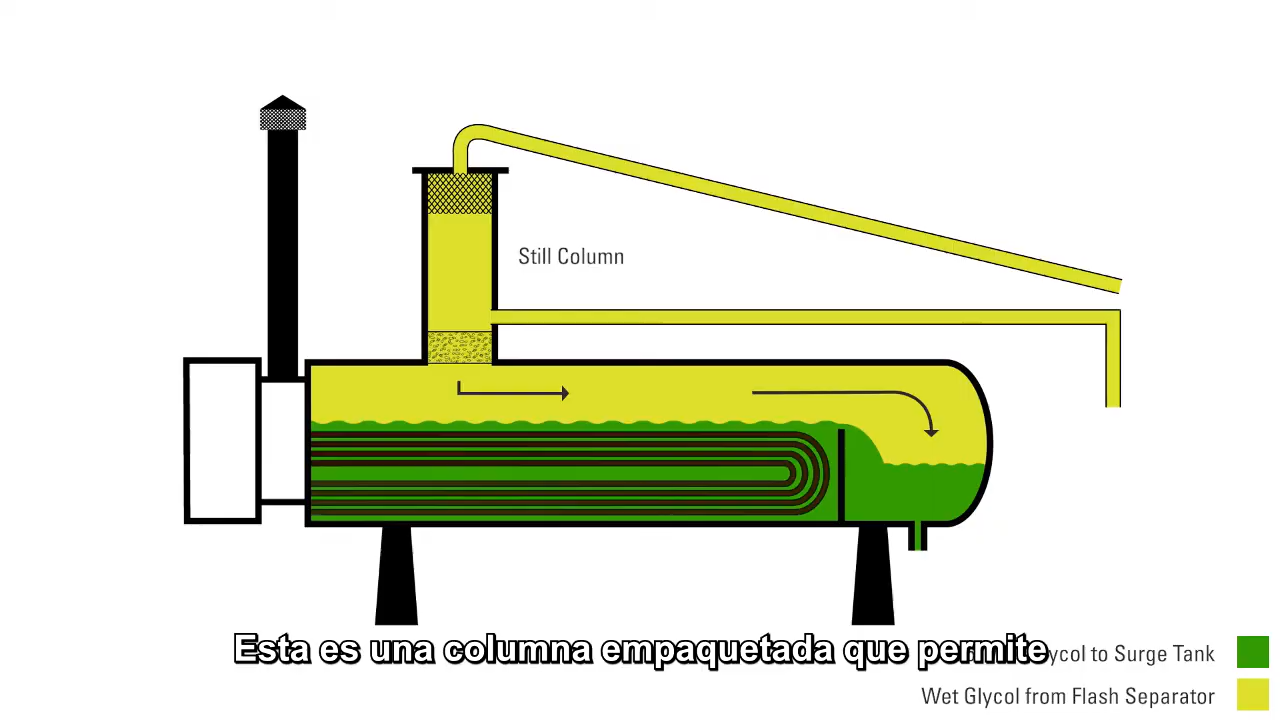 Still Column
Esta es una columna empaquetada que permite
ycol to Surge Tank
Wet Glycol from Flash Separator